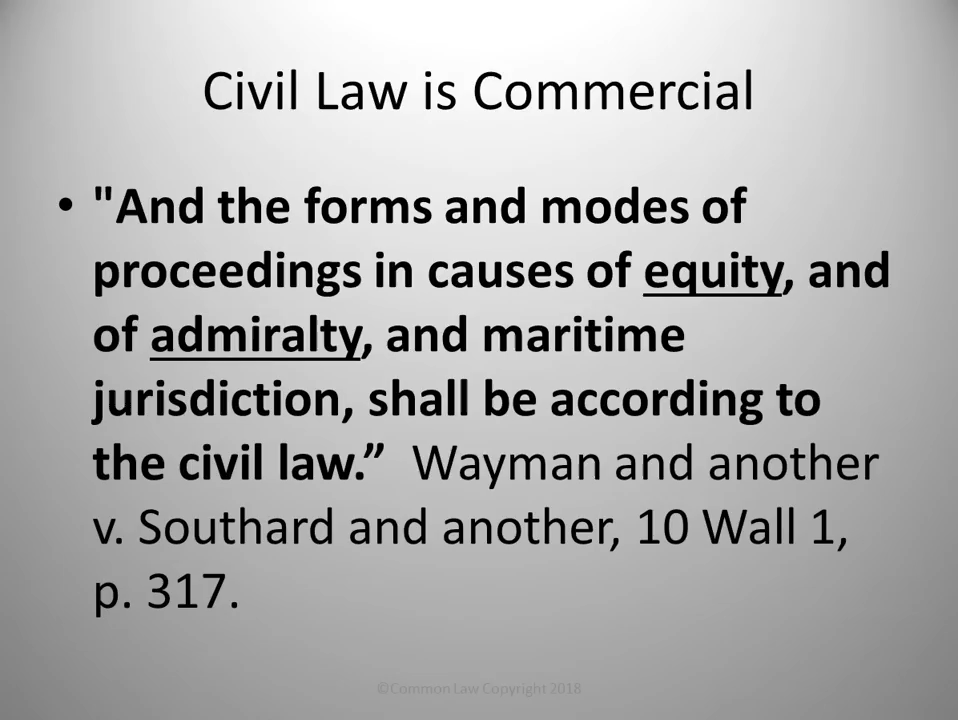 Civil Law is Commercial
• "And the forms and modes of
proceedings in causes of equity, and
of admiralty, and maritime
jurisdiction, shall be according to
the civil law.” Wayman and another
v. Southard and another, 10 Wall 1,
p. 317.
©Common Law Copyright 2018